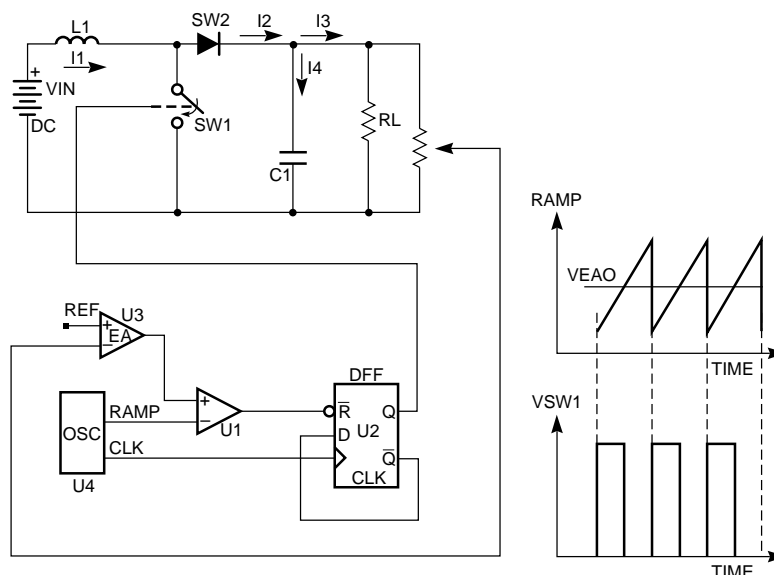 L1
SW2
I2
I3
I1
I4
+
VIN
DC
SW1
RL
C1
RAMP
VEAO
TIME
REF
U3
+
EA
−
DFF
RAMP
+
−
U1
R̅
Q
D
U2
OSC
CLK
Q̅
CLK
U4
VSW1
TIME